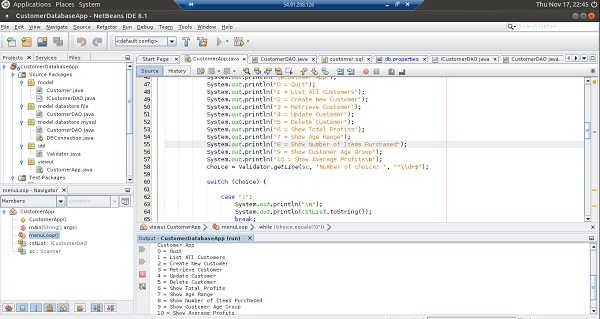 Applications Places System
54.91.208.126
Thu Nov 17, 22:45
CustomerDatabaseApp - NetBeans IDE 8.1
File Edit View Navigate Source Refactor Run Debug Team Tools Window Help
<default config>
Projects Services Files
CustomerDatabaseApp
Source Packages
model
Customer.java
ICustomerDAO.java
model datastore file
CustomerDAO.java
model datastore mysql
CustomerDAO.java
DBConnection.java
util
Validator.java
viewui
CustomerApp.java
Test Packages
menuLoop - Navigator
Members
CustomerApp
CustomerApp()
main(String[] args)
menuLoop()
cstList : ICustomerDAO
sc : Scanner
Start Page CustomerApp.java CustomerDAO.java customer.sql db.properties ICustomerDAO.java CustomerDAO.java...
Source History
46
47 System.out.println("0 = Quit");
48 System.out.println("1 = List All Customers");
49 System.out.println("2 = Create New Customer");
50 System.out.println("3 = Retrieve Customer");
51 System.out.println("4 = Update Customer");
52 System.out.println("5 = Delete Customer");
53 System.out.println("6 = Show Total Profits");
54 System.out.println("7 = Show Age Range");
55 System.out.println("8 = Show Number of Items Purchased");
56 System.out.println("9 = Show Customer Age Group");
57 System.out.println("10 = Show Average Profits\n");
58 choice = Validator.getLine(sc, "Number of choice: ", "^\\d+$");
59
60 switch (choice) {
61
62 case "1":
63 System.out.println("\n");
64 System.out.println(cstList.toString());
65 break;
viewui.CustomerApp menuLoop while (!choice.equals("0"))
Output - CustomerDatabaseApp (run)
Customer App
0 = Quit
1 = List All Customers
2 = Create New Customer
3 = Retrieve Customer
4 = Update Customer
5 = Delete Customer
6 = Show Total Profits
7 = Show Age Range
8 = Show Number of Items Purchased
9 = Show Customer Age Group
10 = Show Average Profits